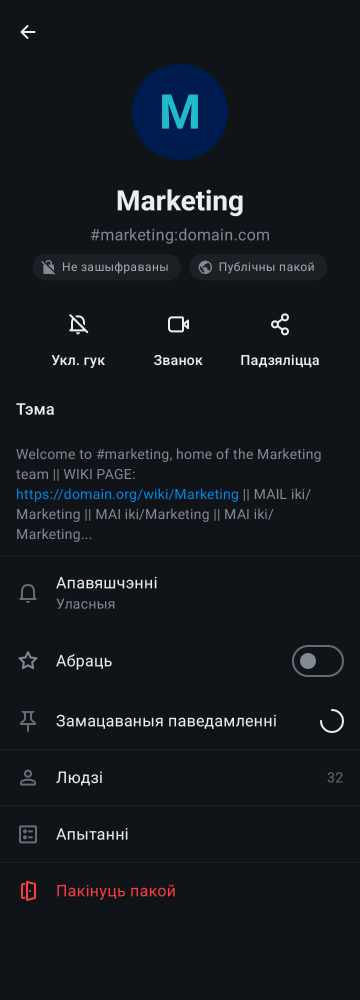 M
Marketing
#marketing:domain.com
Не зашыфраваны
Публічны пакой
Укл. гук
Званок
Падзяліцца
Тэма
Welcome to #marketing, home of the Marketing
team || WIKI PAGE:
https://domain.org/wiki/Marketing || MAIL iki/
Marketing || MAI iki/Marketing || MAI iki/
Marketing...
Апавяшчэнні
Уласныя
Абраць
Замацаваныя паведамленні
Людзі 32
Апытанні
Пакінуць пакой